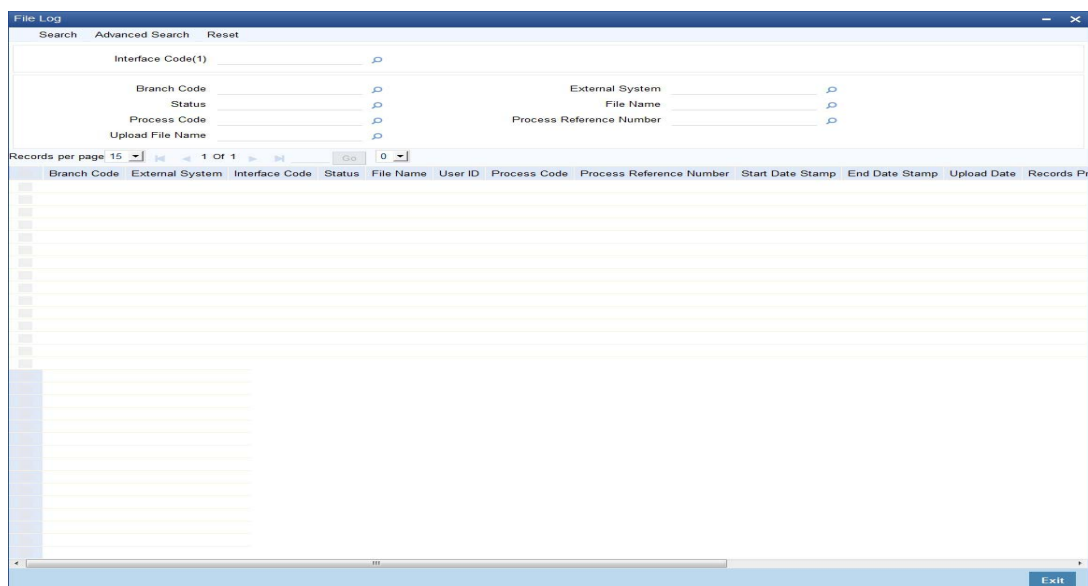 File Log
Search Advanced Search Reset
Interface Code(1)
Branch Code External System
Status File Name
Process Code Process Reference Number
Upload File Name
Records per page 15 1 Of 1 Go 0
Branch Code External System Interface Code Status File Name User ID Process Code Process Reference Number Start Date Stamp End Date Stamp Upload Date Records Pr
Exit